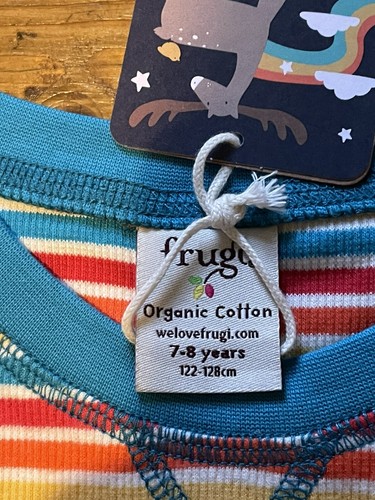 frugi
Organic Cotton
welovefrugi.com
7-8 years
122-128cm